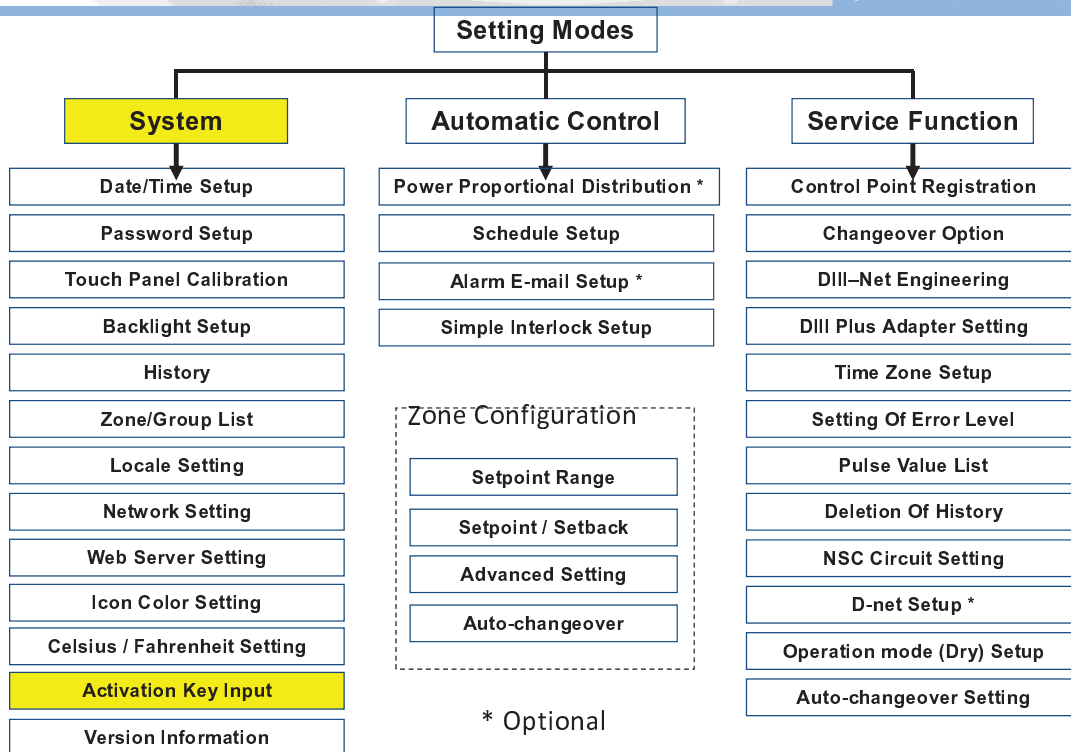 Setting Modes
System
Date/Time Setup
Password Setup
Touch Panel Calibration
Backlight Setup
History
Zone/Group List
Locale Setting
Network Setting
Web Server Setting
Icon Color Setting
Celsius / Fahrenheit Setting
Activation Key Input
Version Information
Automatic Control
Power Proportional Distribution *
Schedule Setup
Alarm E-mail Setup *
Simple Interlock Setup
Zone Configuration
Setpoint Range
Setpoint / Setback
Advanced Setting
Auto-changeover
* Optional
Service Function
Control Point Registration
Changeover Option
DIII–Net Engineering
DIII Plus Adapter Setting
Time Zone Setup
Setting Of Error Level
Pulse Value List
Deletion Of History
NSC Circuit Setting
D-net Setup *
Operation mode (Dry) Setup
Auto-changeover Setting